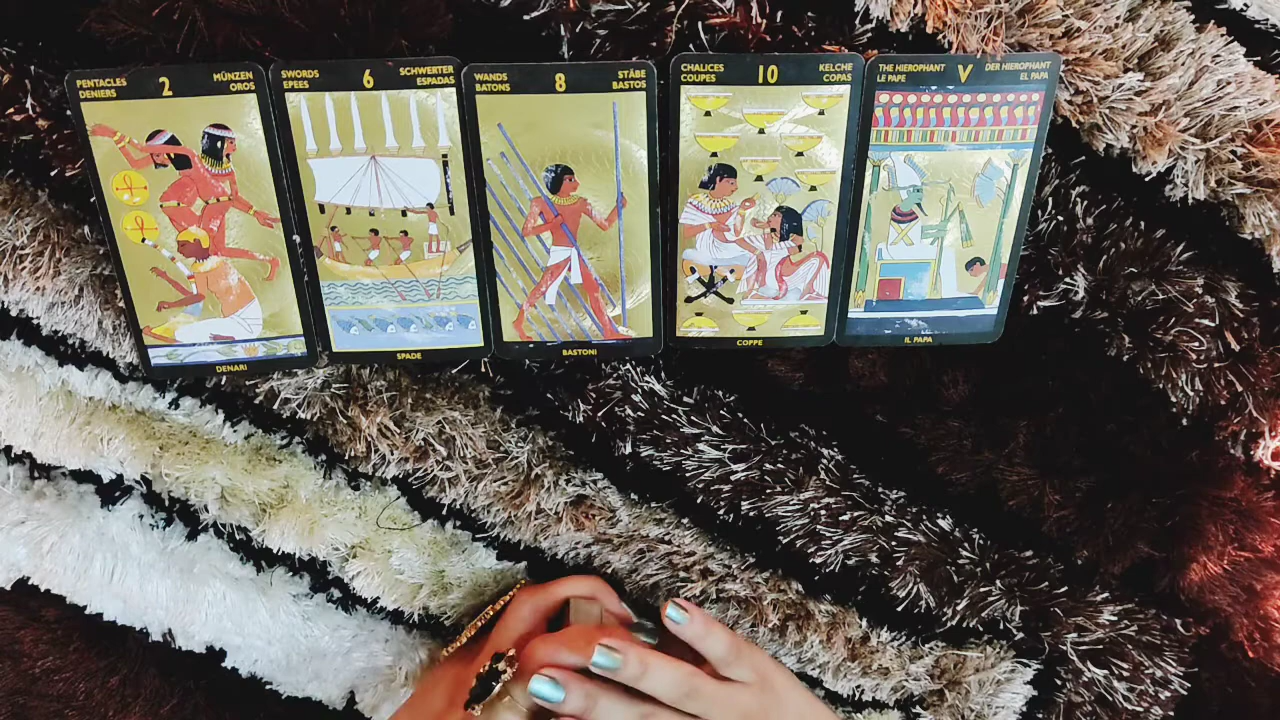 PENTACLES 2 MÜNZEN
DENIERS OROS
DENARI
SWORDS 6 SCHWERTER
EPEES ESPADAS
SPADE
WANDS 8 STÄBE
BATONS BASTOS
BASTONI
CHALICES 10 KELCHE
COUPES COPAS
COPPE
THE HIEROPHANT V DER HIEROPHANT
LE PAPE EL PAPA
IL PAPA